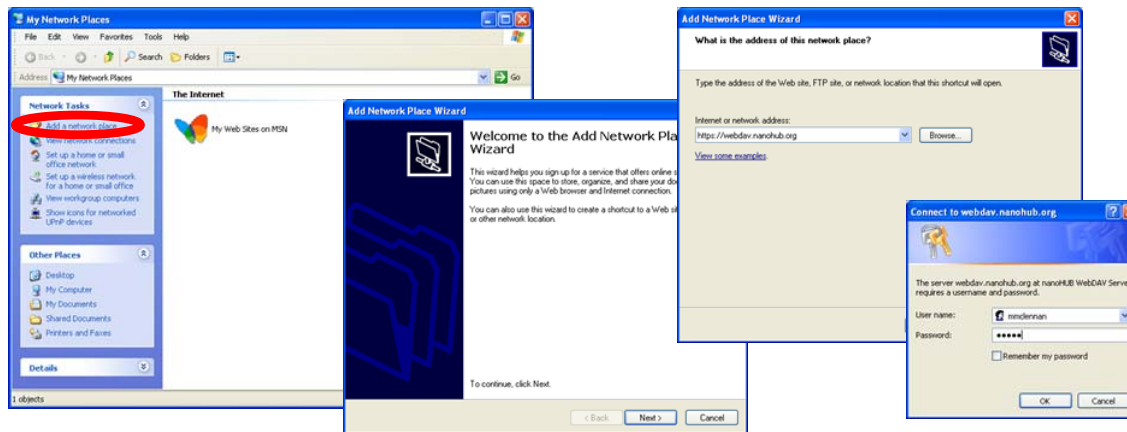 My Network Places
File Edit View Favorites Tools Help
Back Search Folders
Address My Network Places Go
Network Tasks
Add a network place
View network connections
Set up a home or small
office network
Set up a wireless network
for a home or small office
View workgroup computers
Show icons for networked
UPnP devices
Other Places
Desktop
My Computer
My Documents
Shared Documents
Printers and Faxes
Details
1 objects
The Internet
My Web Sites on MSN
Add Network Place Wizard
Welcome to the Add Network Pla
Wizard
This wizard helps you sign up for a service that offers online s
You can use this space to store, organize, and share your do
pictures using only a Web browser and Internet connection.
You can also use this wizard to create a shortcut to a Web si
or other network location.
To continue, click Next.
< Back Next > Cancel
Add Network Place Wizard
What is the address of this network place?
Type the address of the Web site, FTP site, or network location that this shortcut will open.
Internet or network address:
https://webdav.nanohub.org Browse...
View some examples.
Connect to webdav.nanohub.org
The server webdav.nanohub.org at nanoHUB WebDAV Serve
requires a username and password.
User name: mmclennan
Password: •••••
Remember my password
OK Cancel